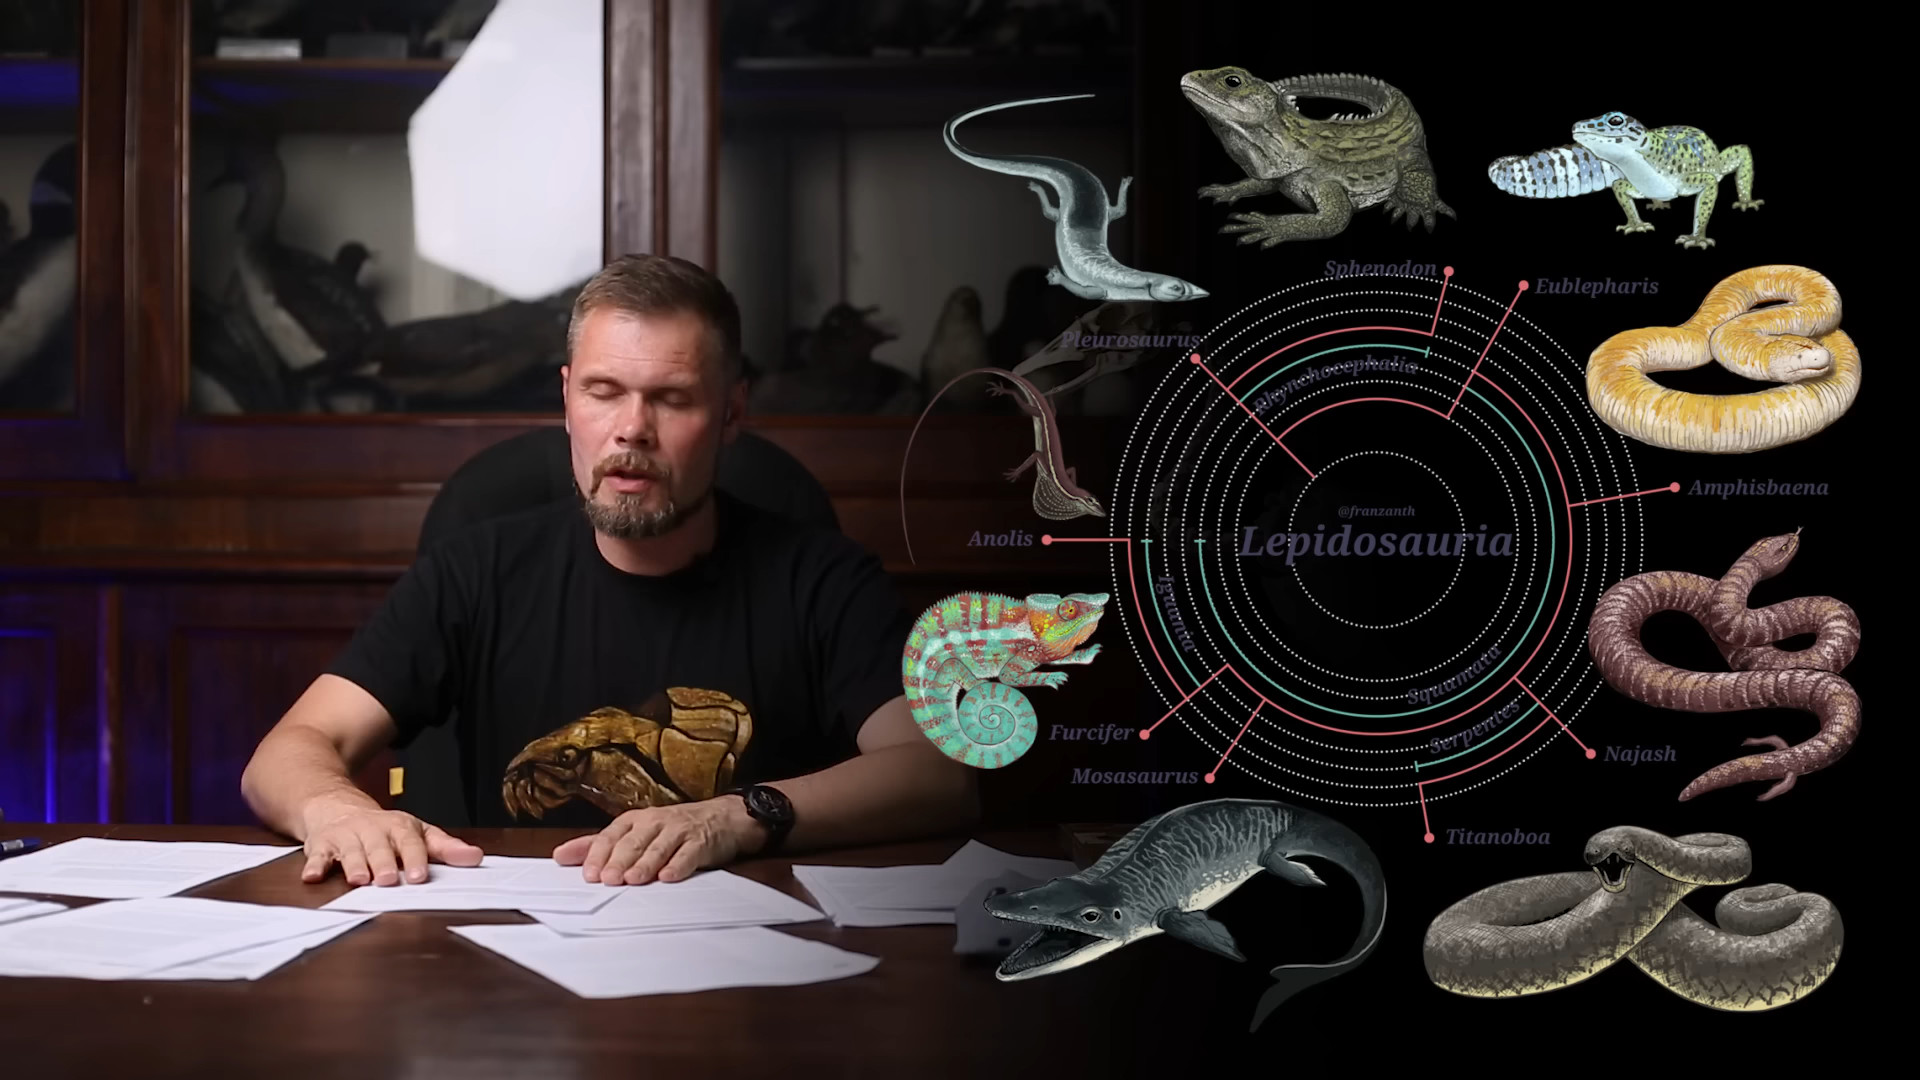 Sphenodon
Eublepharis
Pleurosaurus
Rhynchocephalia
Amphisbaena
@franzanth
Lepidosauria
Anolis
Iguania
Squamata
Serpentes
Furcifer
Najash
Mosasaurus
Titanoboa